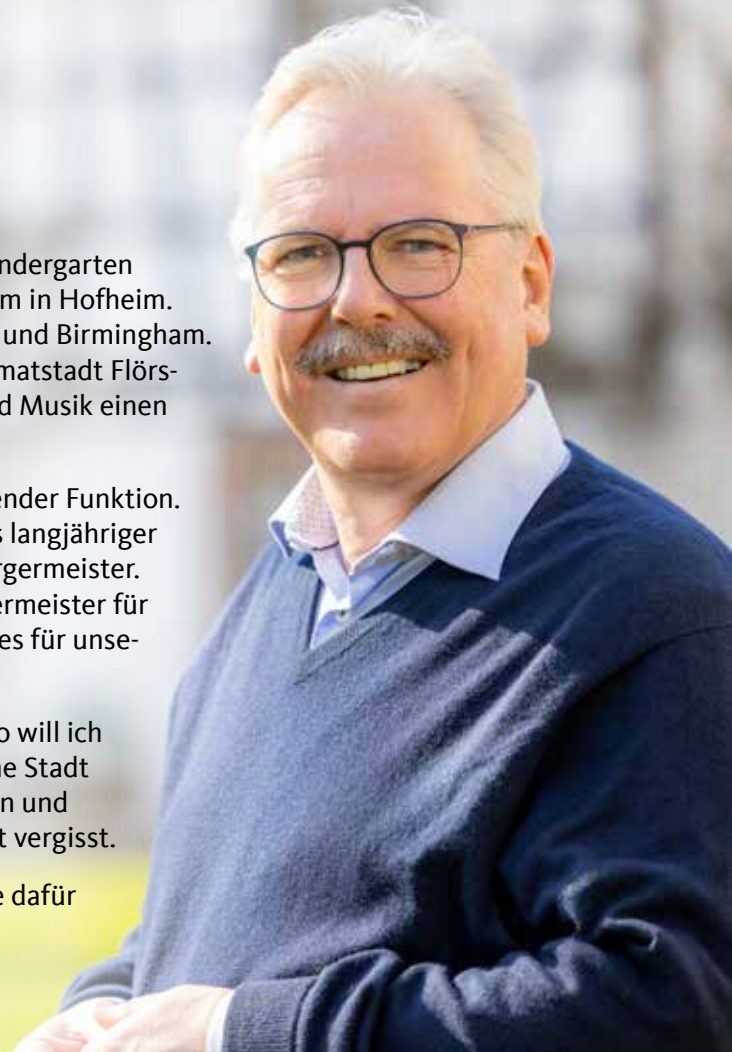 ndergarten
m in Hofheim.
und Birmingham.
matstadt Flörs-
d Musik einen
ender Funktion.
s langjähriger
rgermeister.
ermeister für
es für unse-
o will ich
ne Stadt
n und
t vergisst.
e dafür